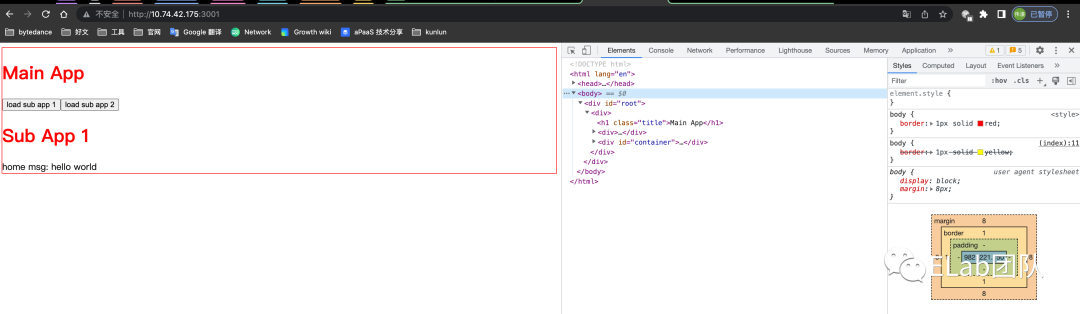 不安全 | http://10.74.42.175:3001
已暂停
bytedance 好文 工具 官网 Google 翻译 Network Growth wiki aPaaS 技术分享 kunlun
Main App
load sub app 1 load sub app 2
Sub App 1
home msg: hello world
Elements Console Network Performance Lighthouse Sources Memory Application » 1 5
<!DOCTYPE html>
<html lang="en">
▶<head>…</head>
… ▼<body> == $0
▼<div id="root">
▼<div>
<h1 class="title">Main App</h1>
▶<div>…</div>
▶<div id="container">…</div>
</div>
</div>
</body>
</html>
Styles Computed Layout Event Listeners »
Filter :hov .cls
element.style {
}
body { <style>
border:▶ 1px solid red;
}
body { (index):11
border:▶ 1px solid yellow;
}
body { user agent stylesheet
display: block;
margin:▶ 8px;
}
margin 8
border 1
padding -
8
1
8
ELab团队